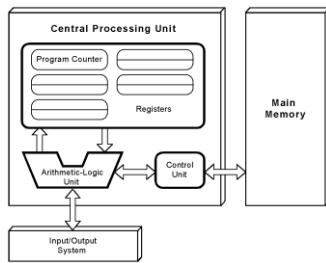 Central Processing Unit
Program Counter
Registers
Main
Memory
Arithmetic-Logic
Unit
Control
Unit
Input/Output
System